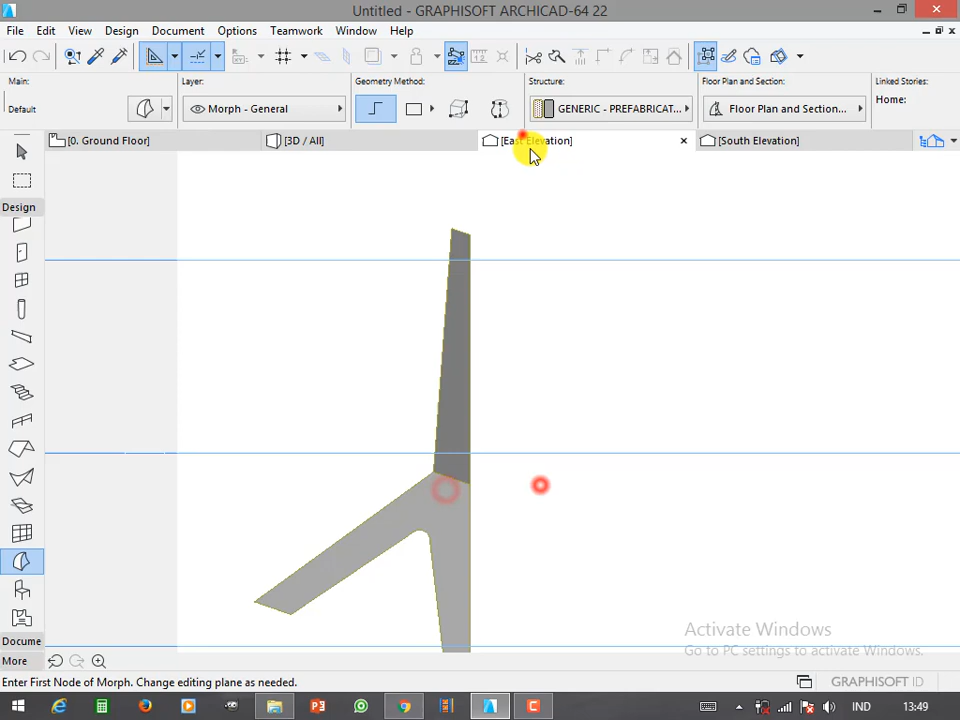 Untitled - GRAPHISOFT ARCHICAD-64 22
File Edit View Design Document Options Teamwork Window Help
Main: Layer: Geometry Method: Structure: Floor Plan and Section: Linked Stories:
Default Morph - General GENERIC - PREFABRICAT... Floor Plan and Section... Home:
[0. Ground Floor] [3D / All] [East Elevation] [South Elevation]
Design
Docume
More
Activate Windows
Go to PC settings to activate Windows.
Enter First Node of Morph. Change editing plane as needed. GRAPHISOFT ID
IND 13:49